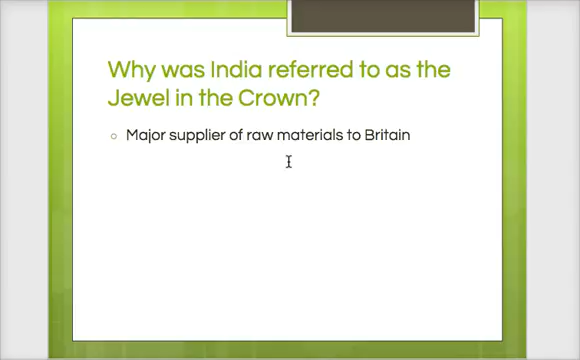 Why was India referred to as the
Jewel in the Crown?
Major supplier of raw materials to Britain